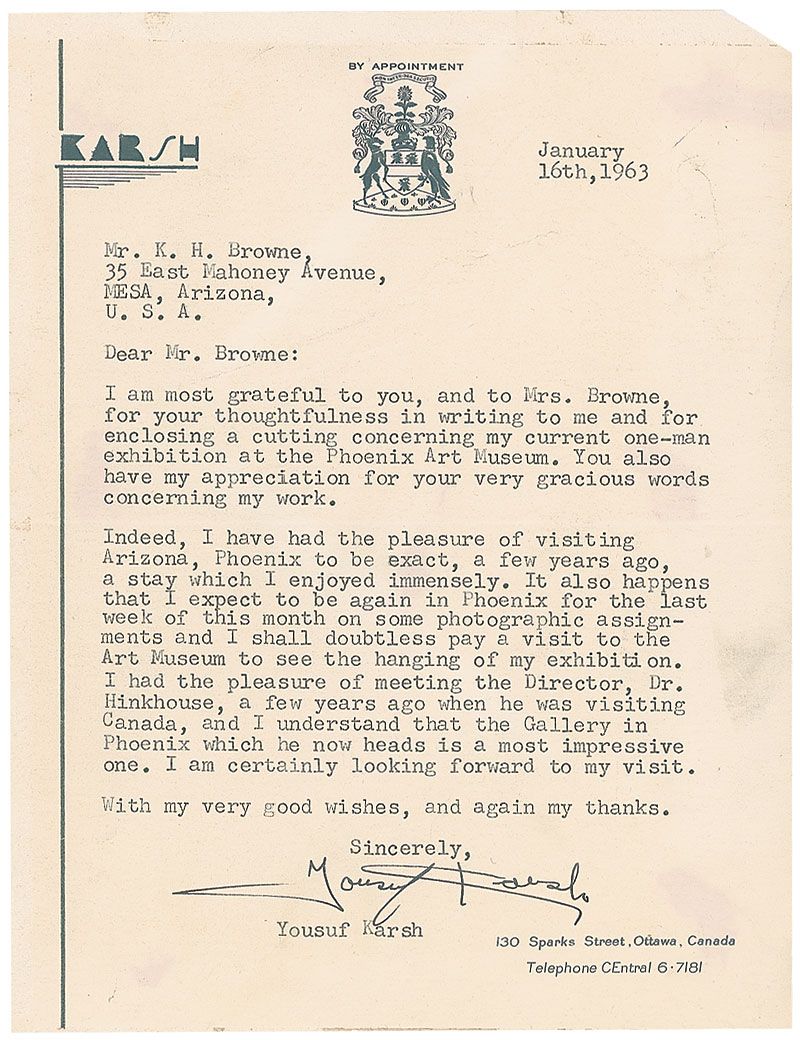 BY APPOINTMENT
KARSH
January
16th,1963
Mr. K. H. Browne,
35 East Mahoney Avenue,
MESA, Arizona,
U. S. A.
Dear Mr. Browne:
I am most grateful to you, and to Mrs. Browne,
for your thoughtfulness in writing to me and for
enclosing a cutting concerning my current one-man
exhibition at the Phoenix Art Museum. You also
have my appreciation for your very gracious words
concerning my work.
Indeed, I have had the pleasure of visiting
Arizona, Phoenix to be exact, a few years ago,
a stay which I enjoyed immensely. It also happens
that I expect to be again in Phoenix for the last
week of this month on some photographic assign-
ments and I shall doubtless pay a visit to the
Art Museum to see the hanging of my exhibition.
I had the pleasure of meeting the Director, Dr.
Hinkhouse, a few years ago when he was visiting
Canada, and I understand that the Gallery in
Phoenix which he now heads is a most impressive
one. I am certainly looking forward to my visit.
With my very good wishes, and again my thanks.
Sincerely,
Yousuf Karsh
Yousuf Karsh
130 Sparks Street, Ottawa, Canada
Telephone CEntral 6·7181